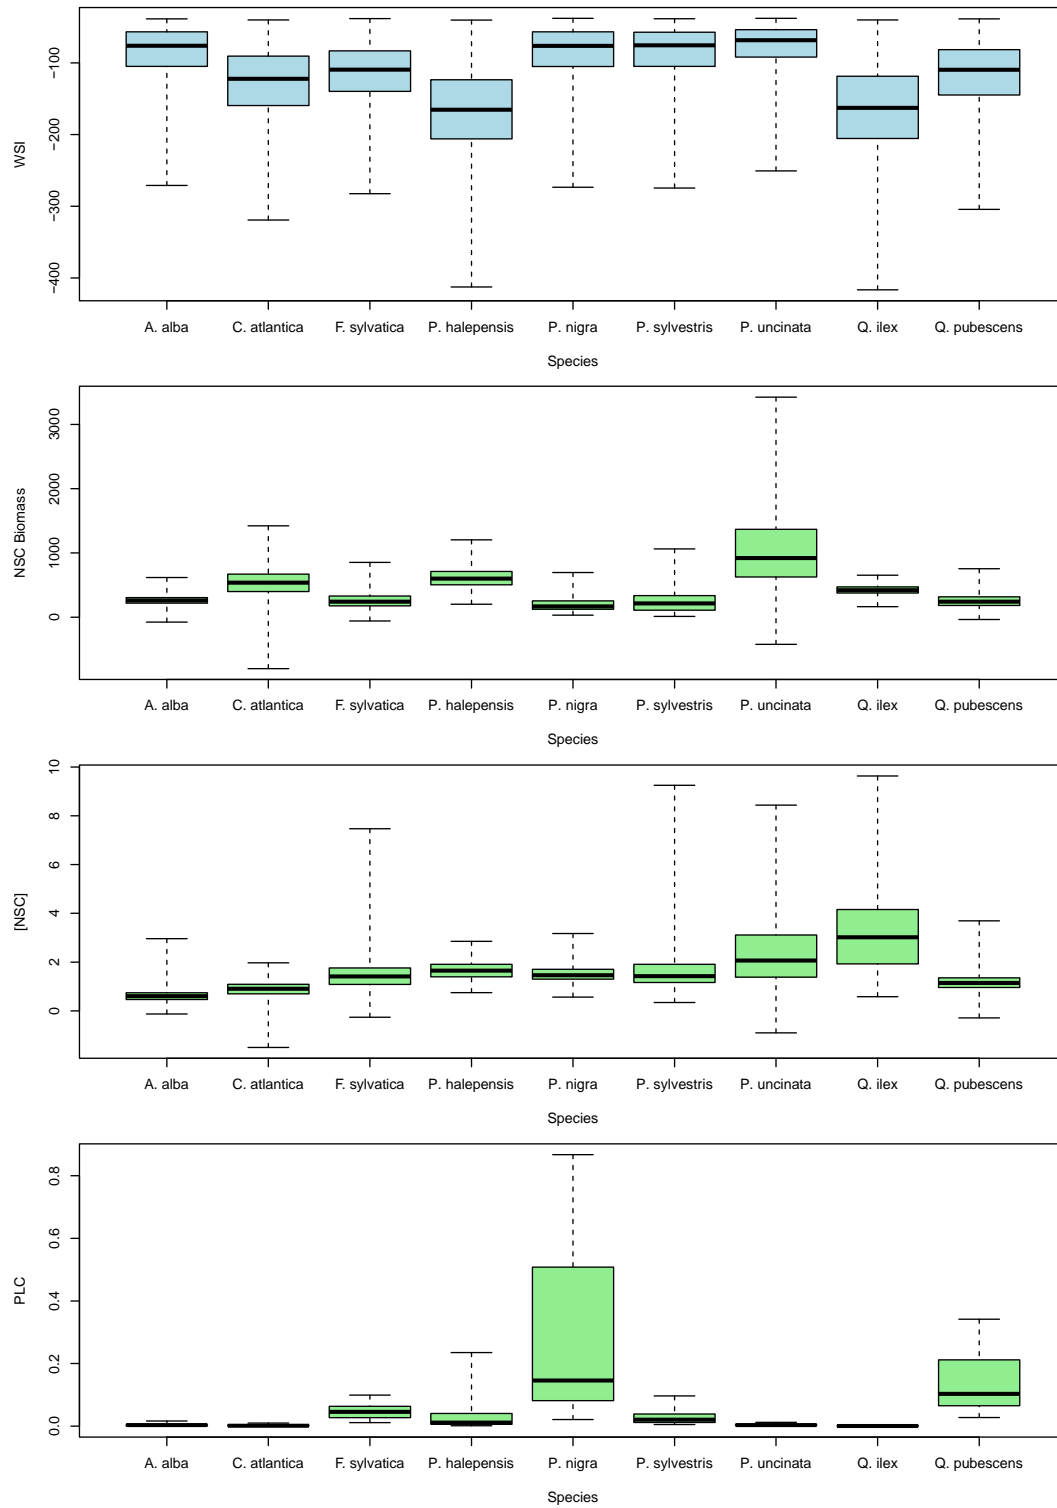 WSI
-100
-200
-300
-400
A. alba C. atlantica F. sylvatica P. halepensis P. nigra P. sylvestris P. uncinata Q. ilex Q. pubescens
Species
NSC Biomass
3000
2000
1000
0
A. alba C. atlantica F. sylvatica P. halepensis P. nigra P. sylvestris P. uncinata Q. ilex Q. pubescens
Species
[NSC]
10
8
6
4
2
0
A. alba C. atlantica F. sylvatica P. halepensis P. nigra P. sylvestris P. uncinata Q. ilex Q. pubescens
Species
PLC
0.8
0.6
0.4
0.2
0.0
A. alba C. atlantica F. sylvatica P. halepensis P. nigra P. sylvestris P. uncinata Q. ilex Q. pubescens
Species